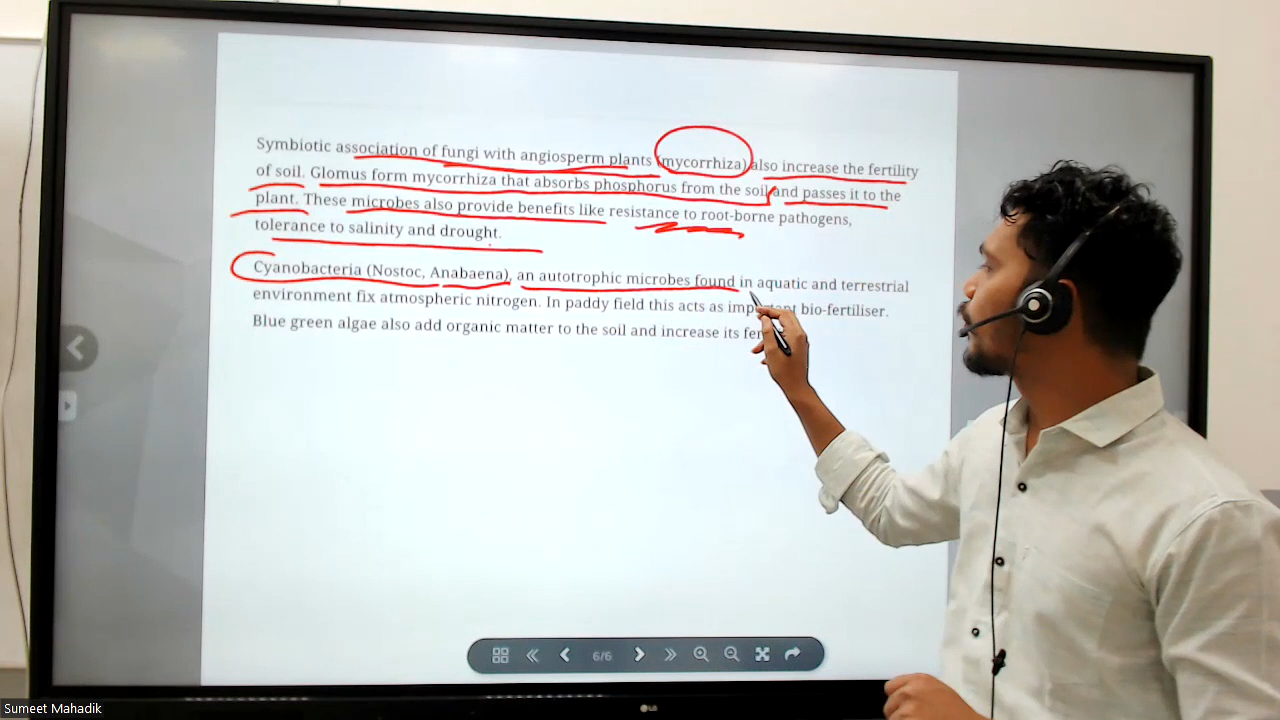 Symbiotic association of fungi with angiosperm plants (mycorrhiza) also increase the fertility
of soil. Glomus form mycorrhiza that absorbs phosphorus from the soil and passes it to the
plant. These microbes also provide benefits like resistance to root-borne pathogens,
tolerance to salinity and drought.
Cyanobacteria (Nostoc, Anabaena), an autotrophic microbes found in aquatic and terrestrial
environment fix atmospheric nitrogen. In paddy field this acts as important bio-fertiliser.
Blue green algae also add organic matter to the soil and increase its
6/6
LG
Sumeet Mahadik